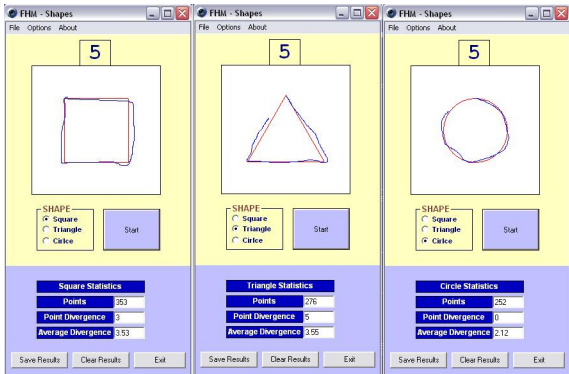 FHM - Shapes
File Options About
5
SHAPE
Square
Triangle
Cirlce
Start
Square Statistics
Points 353
Point Divergence 3
Average Divergence 3.53
Save Results Clear Results Exit
FHM - Shapes
File Options About
5
SHAPE
Square
Triangle
Cirlce
Start
Triangle Statistics
Points 276
Point Divergence 5
Average Divergence 3.55
Save Results Clear Results Exit
FHM - Shapes
File Options About
5
SHAPE
Square
Triangle
Cirlce
Start
Circle Statistics
Points 252
Point Divergence 0
Average Divergence 2.12
Save Results Clear Results Exit